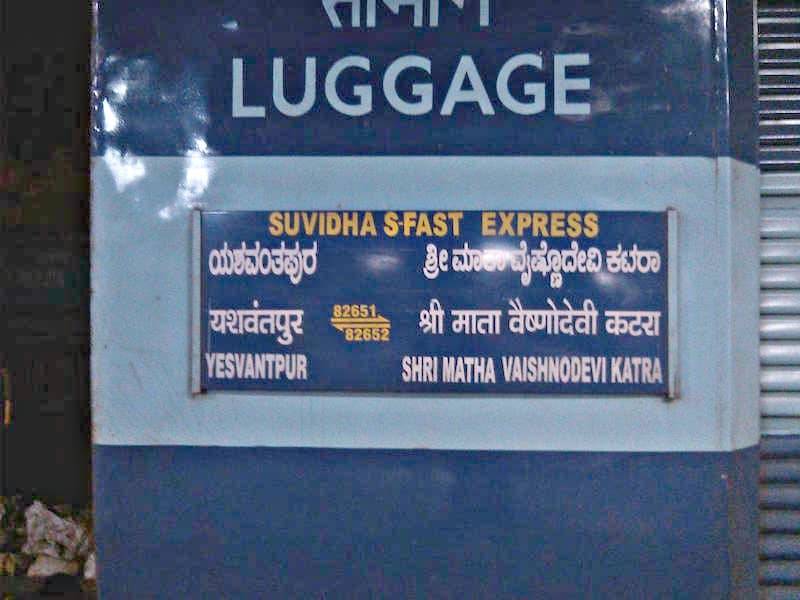 सामान
LUGGAGE
SUVIDHA S-FAST EXPRESS
ಯಶವಂತಪುರ ಶ್ರೀ ಮಾತಾ ವೈಷ್ಣೊದೇವಿ ಕಟರಾ
यशवंतपुर 82651 82652 श्री माता वैष्णोदेवी कटरा
YESVANTPUR SHRI MATHA VAISHNODEVI KATRA